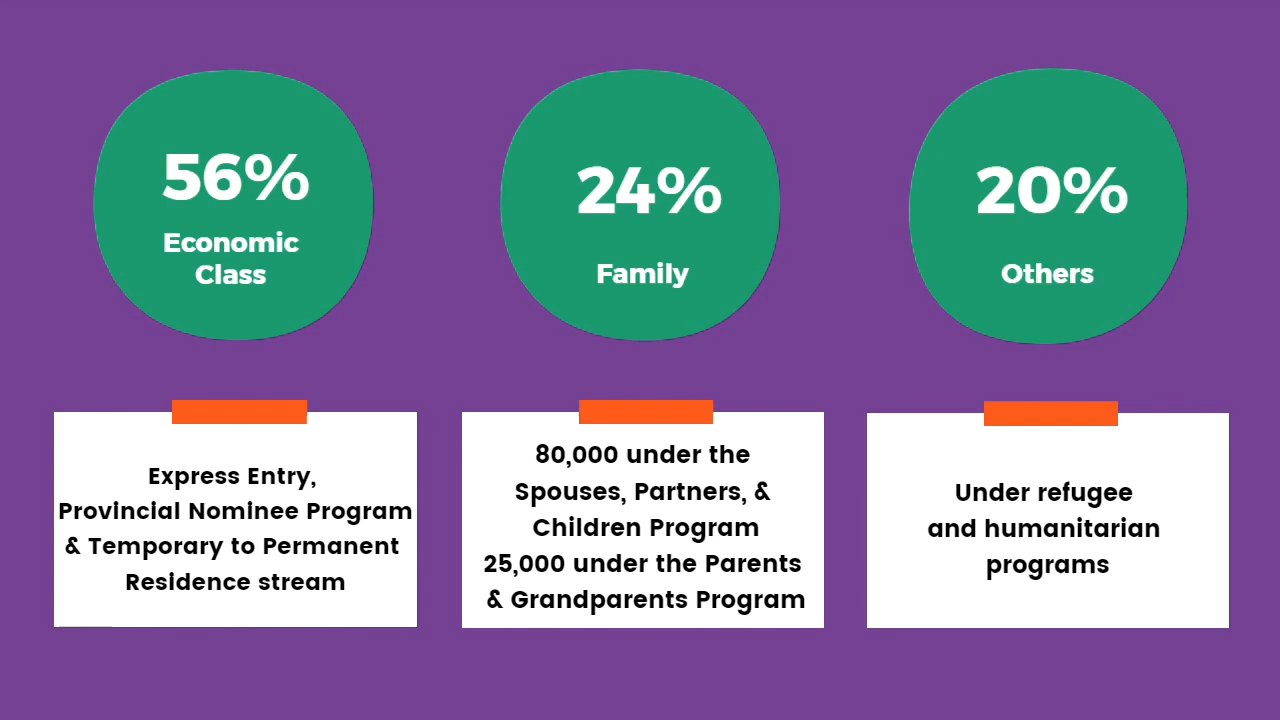 56%
Economic
Class
24%
Family
20%
Others
Express Entry,
Provincial Nominee Program
& Temporary to Permanent
Residence stream
80,000 under the
Spouses, Partners, &
Children Program
25,000 under the Parents
& Grandparents Program
Under refugee
and humanitarian
programs